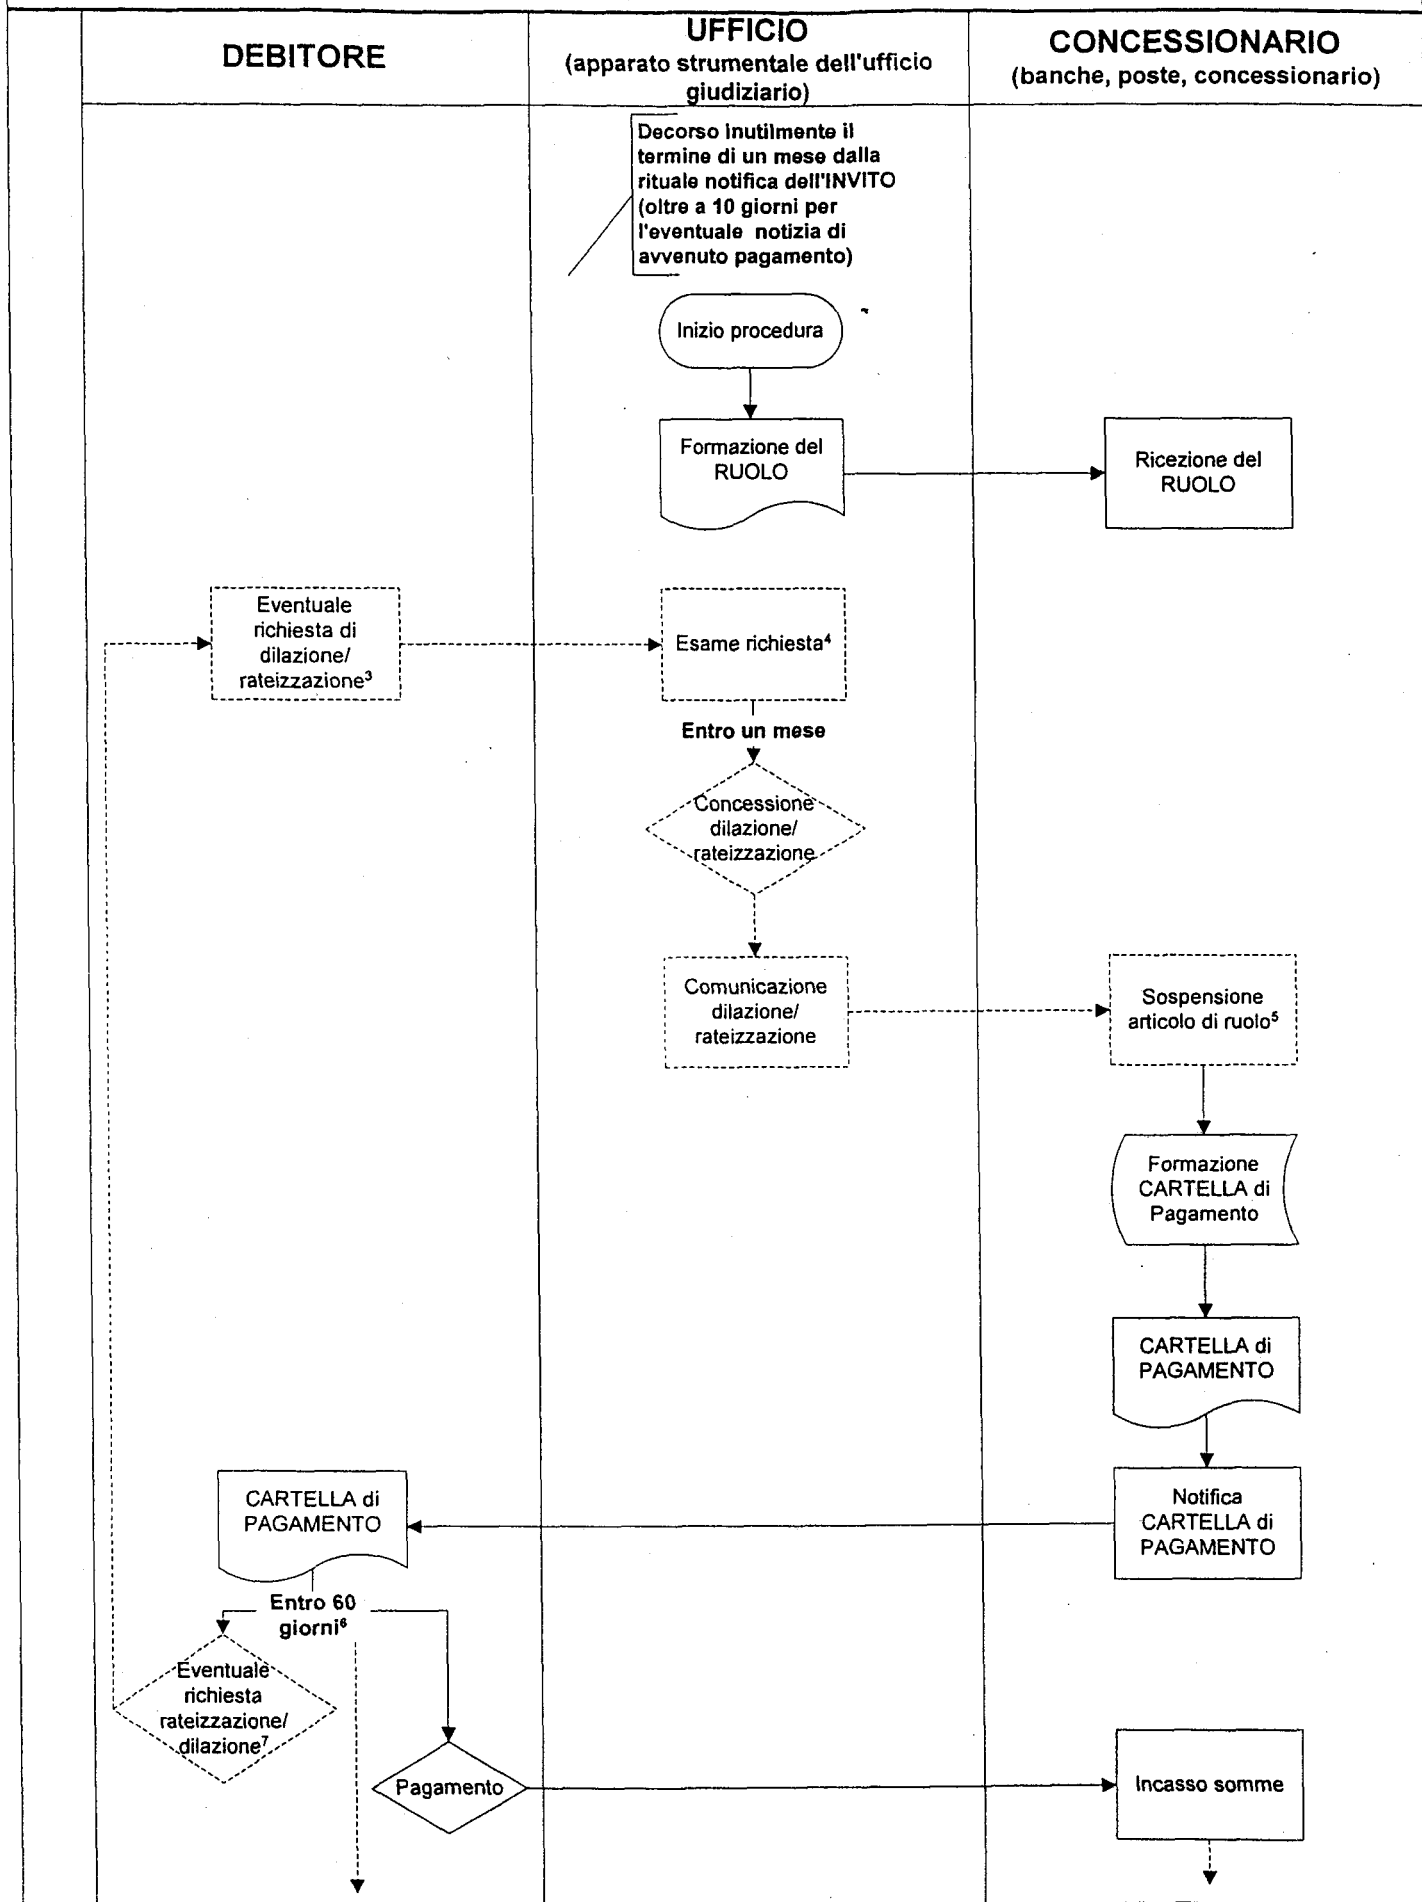 DEBITORE
UFFICIO
(apparato strumentale dell'ufficio
giudiziario)
CONCESSIONARIO
(banche, poste, concessionario)
Decorso inutilmente il
termine di un mese dalla
rituale notifica dell'INVITO
(oltre a 10 giorni per
l'eventuale notizia di
avvenuto pagamento)
Inizio procedura
Formazione del
RUOLO
Ricezione del
RUOLO
Eventuale
richiesta di
dilazione/
rateizzazione³
Esame richiesta⁴
Entro un mese
Concessione
dilazione/
rateizzazione
Comunicazione
dilazione/
rateizzazione
Sospensione
articolo di ruolo⁵
Formazione
CARTELLA di
Pagamento
CARTELLA di
PAGAMENTO
Notifica
CARTELLA di
PAGAMENTO
CARTELLA di
PAGAMENTO
Entro 60
giorni⁶
Eventuale
richiesta
rateizzazione/
dilazione⁷
Pagamento
Incasso somme